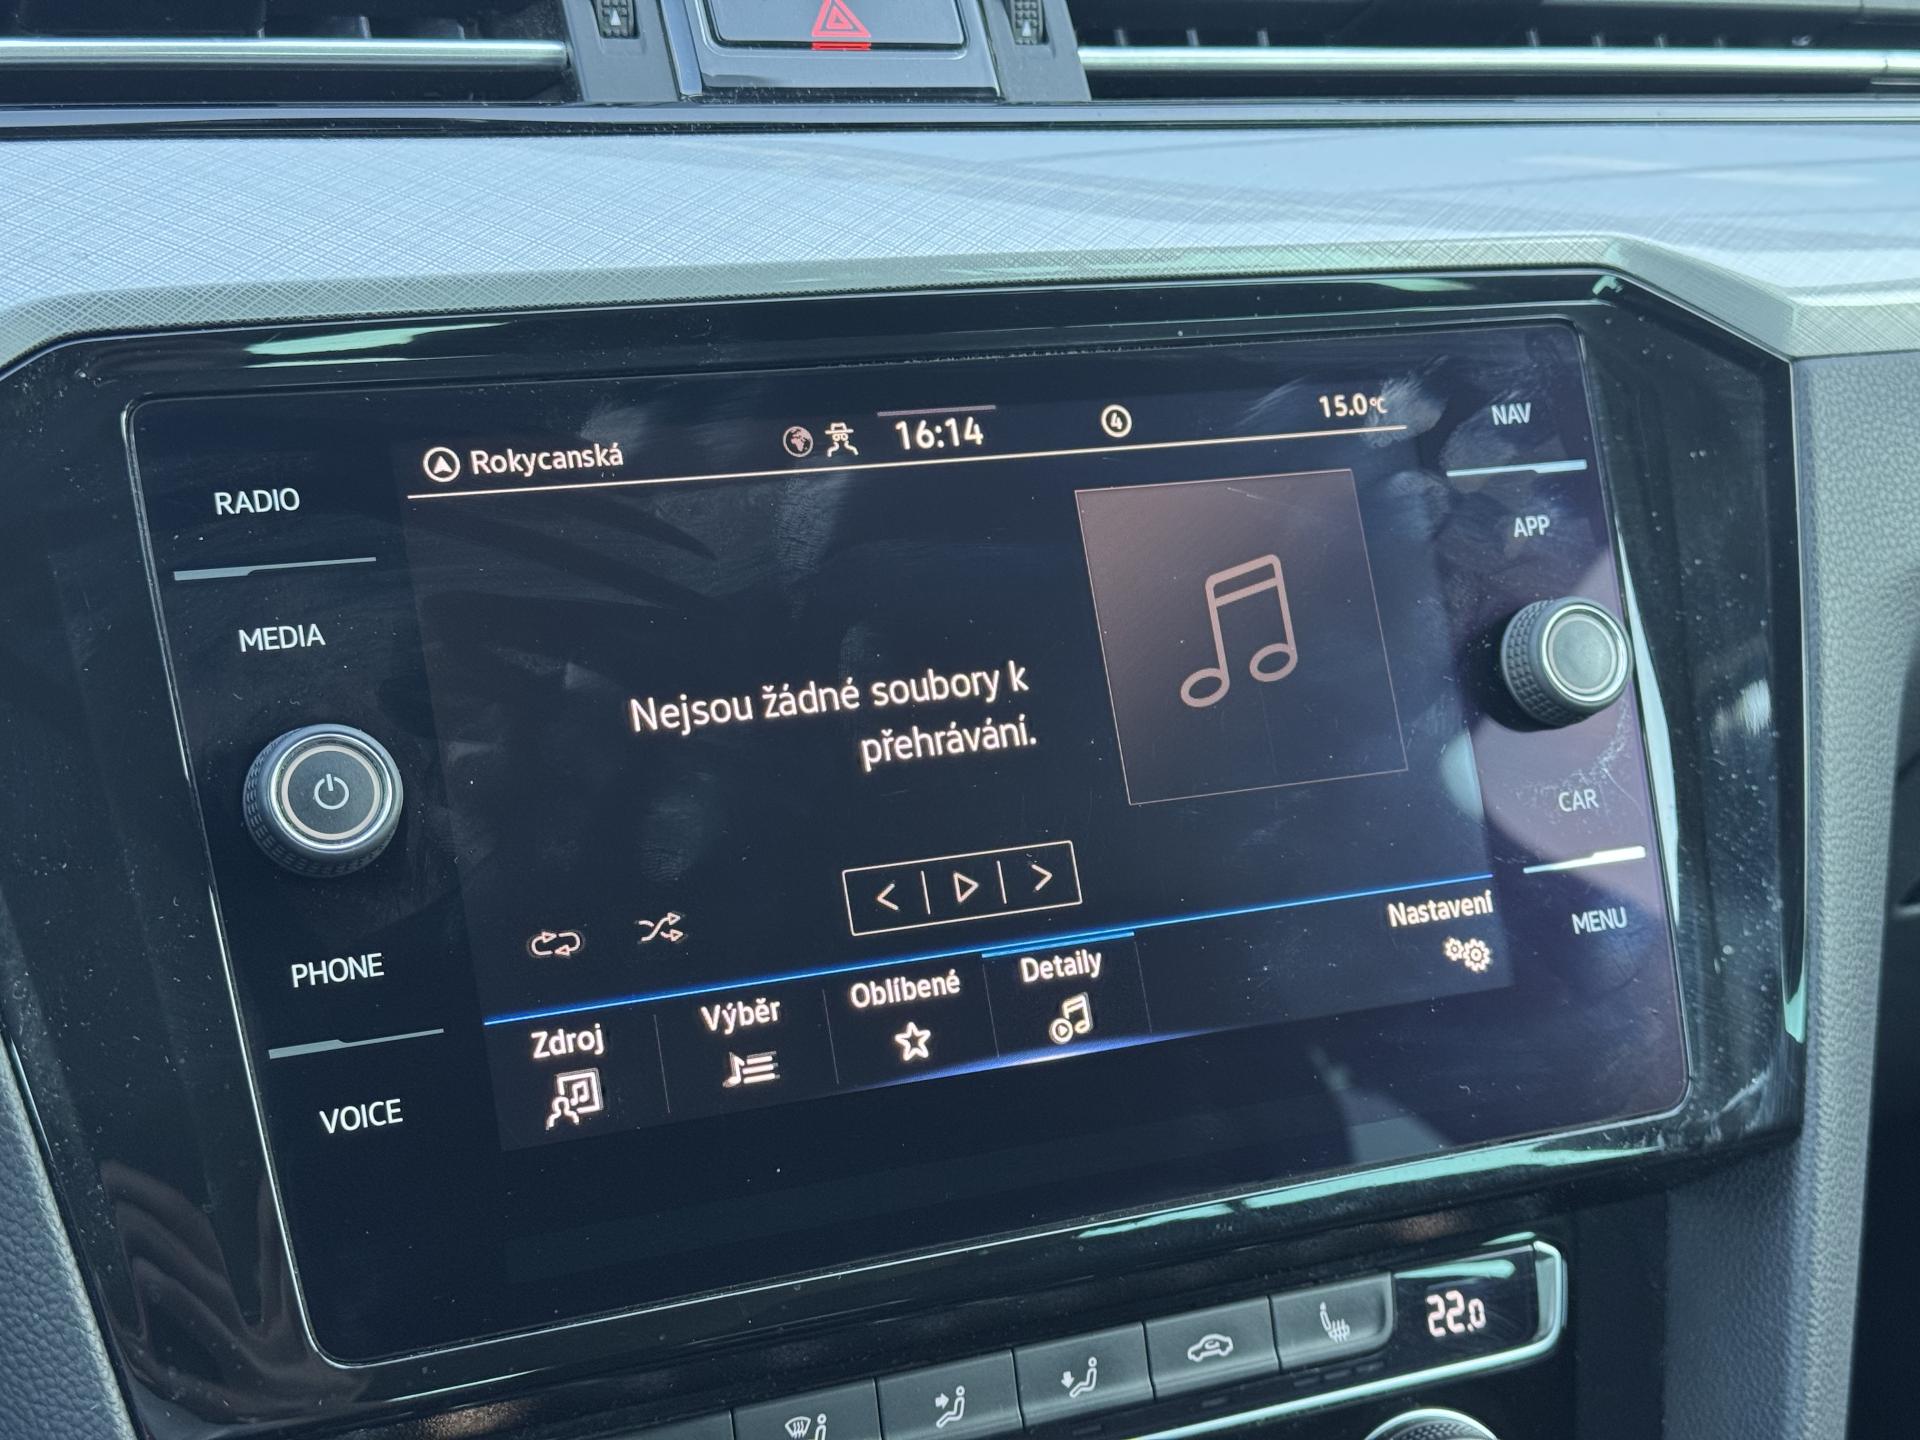 Rokycanská 16:14 4 15.0°C
NAV
RADIO
APP
MEDIA
Nejsou žádné soubory k
přehrávání.
CAR
PHONE
MENU
Zdroj Výběr Oblíbené Detaily Nastavení
VOICE
22.0